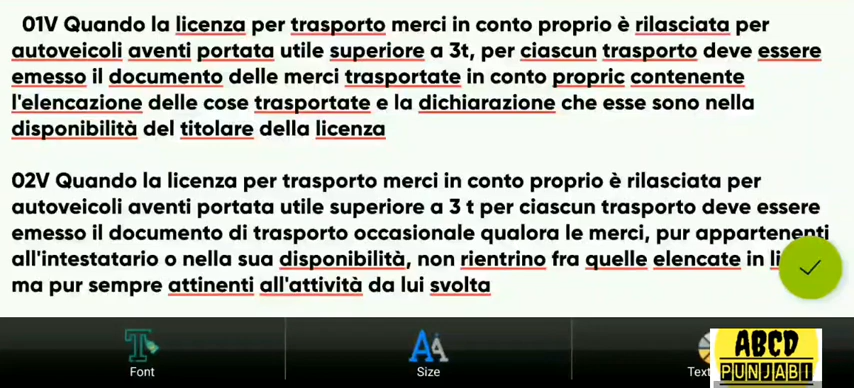 01V Quando la licenza per trasporto merci in conto proprio è rilasciata per
autoveicoli aventi portata utile superiore a 3t, per ciascun trasporto deve essere
emesso il documento delle merci trasportate in conto propric contenente
l'elencazione delle cose trasportate e la dichiarazione che esse sono nella
disponibilità del titolare della licenza
02V Quando la licenza per trasporto merci in conto proprio è rilasciata per
autoveicoli aventi portata utile superiore a 3 t per ciascun trasporto deve essere
emesso il documento di trasporto occasionale qualora le merci, pur appartenenti
all'intestatario o nella sua disponibilità, non rientrino fra quelle elencate in
ma pur sempre attinenti all'attività da lui svolta
Font
Size
Text
ABCD
PUNJABI